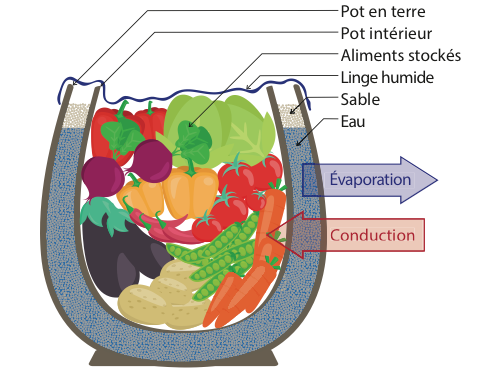 Pot en terre
Pot intérieur
Aliments stockés
Linge humide
Sable
Eau
Évaporation
Conduction